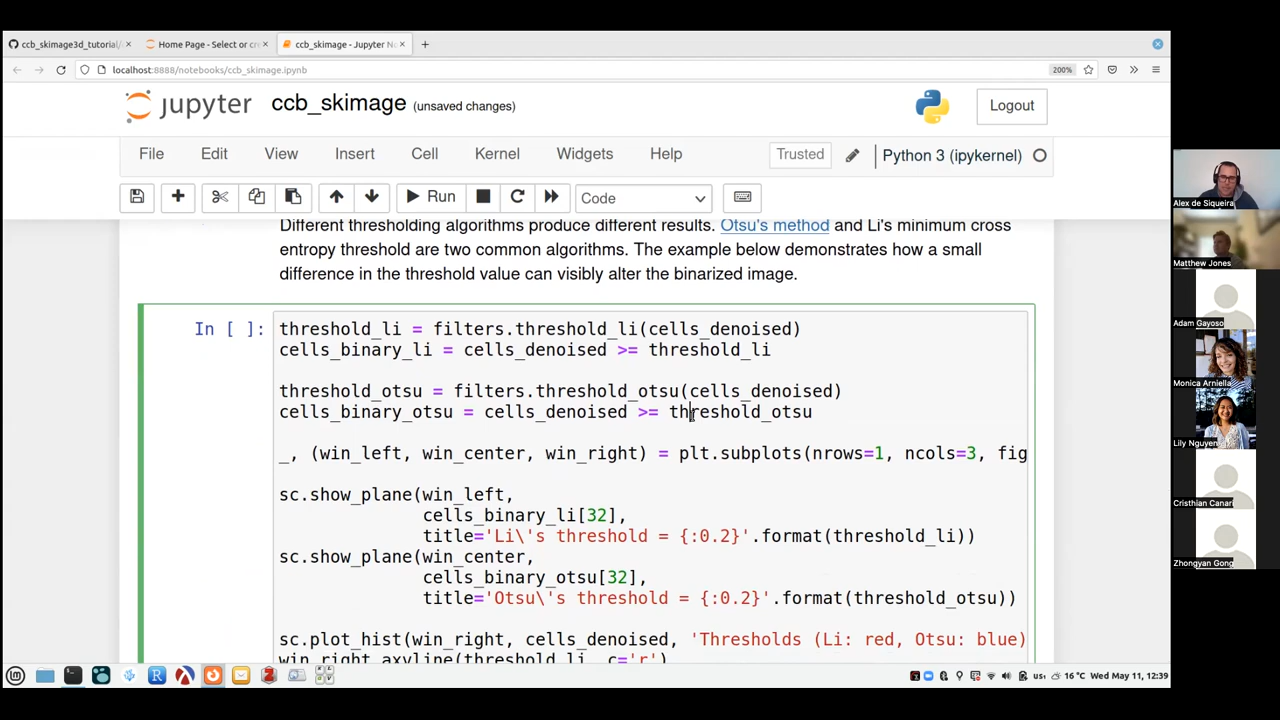 ccb_skimage3d_tutorial/
Home Page - Select or cre
ccb_skimage - Jupyter No
localhost:8888/notebooks/ccb_skimage.ipynb
200%
jupyter
ccb_skimage
(unsaved changes)
Logout
File
Edit
View
Insert
Cell
Kernel
Widgets
Help
Trusted
Python 3 (ipykernel)
Run
Code
Different thresholding algorithms produce different results. Otsu's method and Li's minimum cross
entropy threshold are two common algorithms. The example below demonstrates how a small
difference in the threshold value can visibly alter the binarized image.
In [ ]:
threshold_li = filters.threshold_li(cells_denoised)
cells_binary_li = cells_denoised >= threshold_li
threshold_otsu = filters.threshold_otsu(cells_denoised)
cells_binary_otsu = cells_denoised >= threshold_otsu
_, (win_left, win_center, win_right) = plt.subplots(nrows=1, ncols=3, fig
sc.show_plane(win_left,
cells_binary_li[32],
title='Li\'s threshold = {:0.2}'.format(threshold_li))
sc.show_plane(win_center,
cells_binary_otsu[32],
title='Otsu\'s threshold = {:0.2}'.format(threshold_otsu))
sc.plot_hist(win_right, cells_denoised, 'Thresholds (Li: red, Otsu: blue)
win_right.axvline(threshold_li, c='r')
us
16 °C
Wed May 11, 12:39
Alex de Siqueira
Matthew Jones
Adam Gayoso
Monica Arniella
Lily Nguyen
Cristhian Canari
Zhongyan Gong